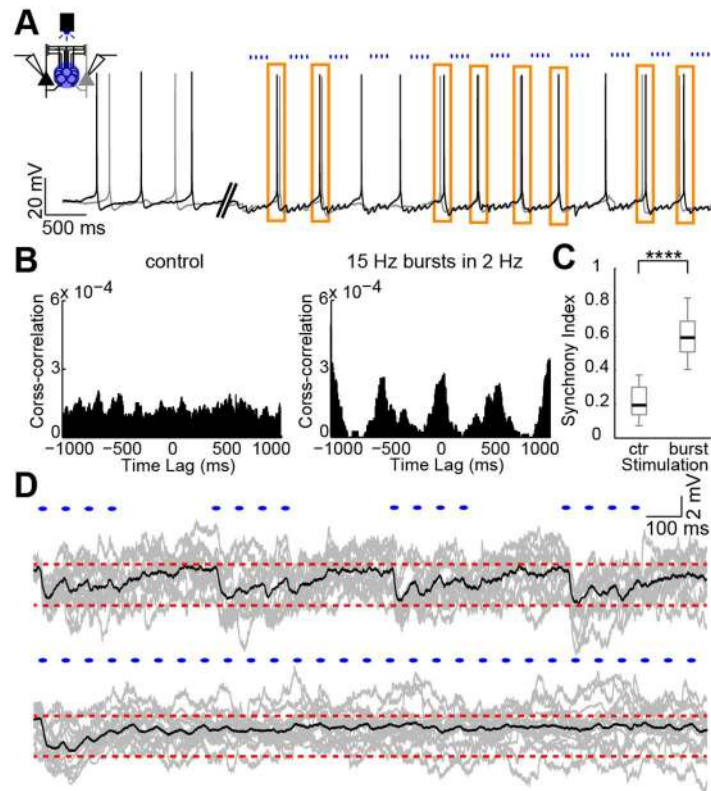 A
20 mV
500 ms
B
control
15 Hz bursts in 2 Hz
C
6 x 10 -4
3
0
Corss-correlation
−1000 −500 0 500 1000
Time Lag (ms)
6 x 10 -4
3
0
Corss-correlation
−1000 −500 0 500 1000
Time Lag (ms)
****
1
0.8
0.6
0.4
0.2
0
Synchrony Index
ctr burst
Stimulation
D
2 mV
100 ms